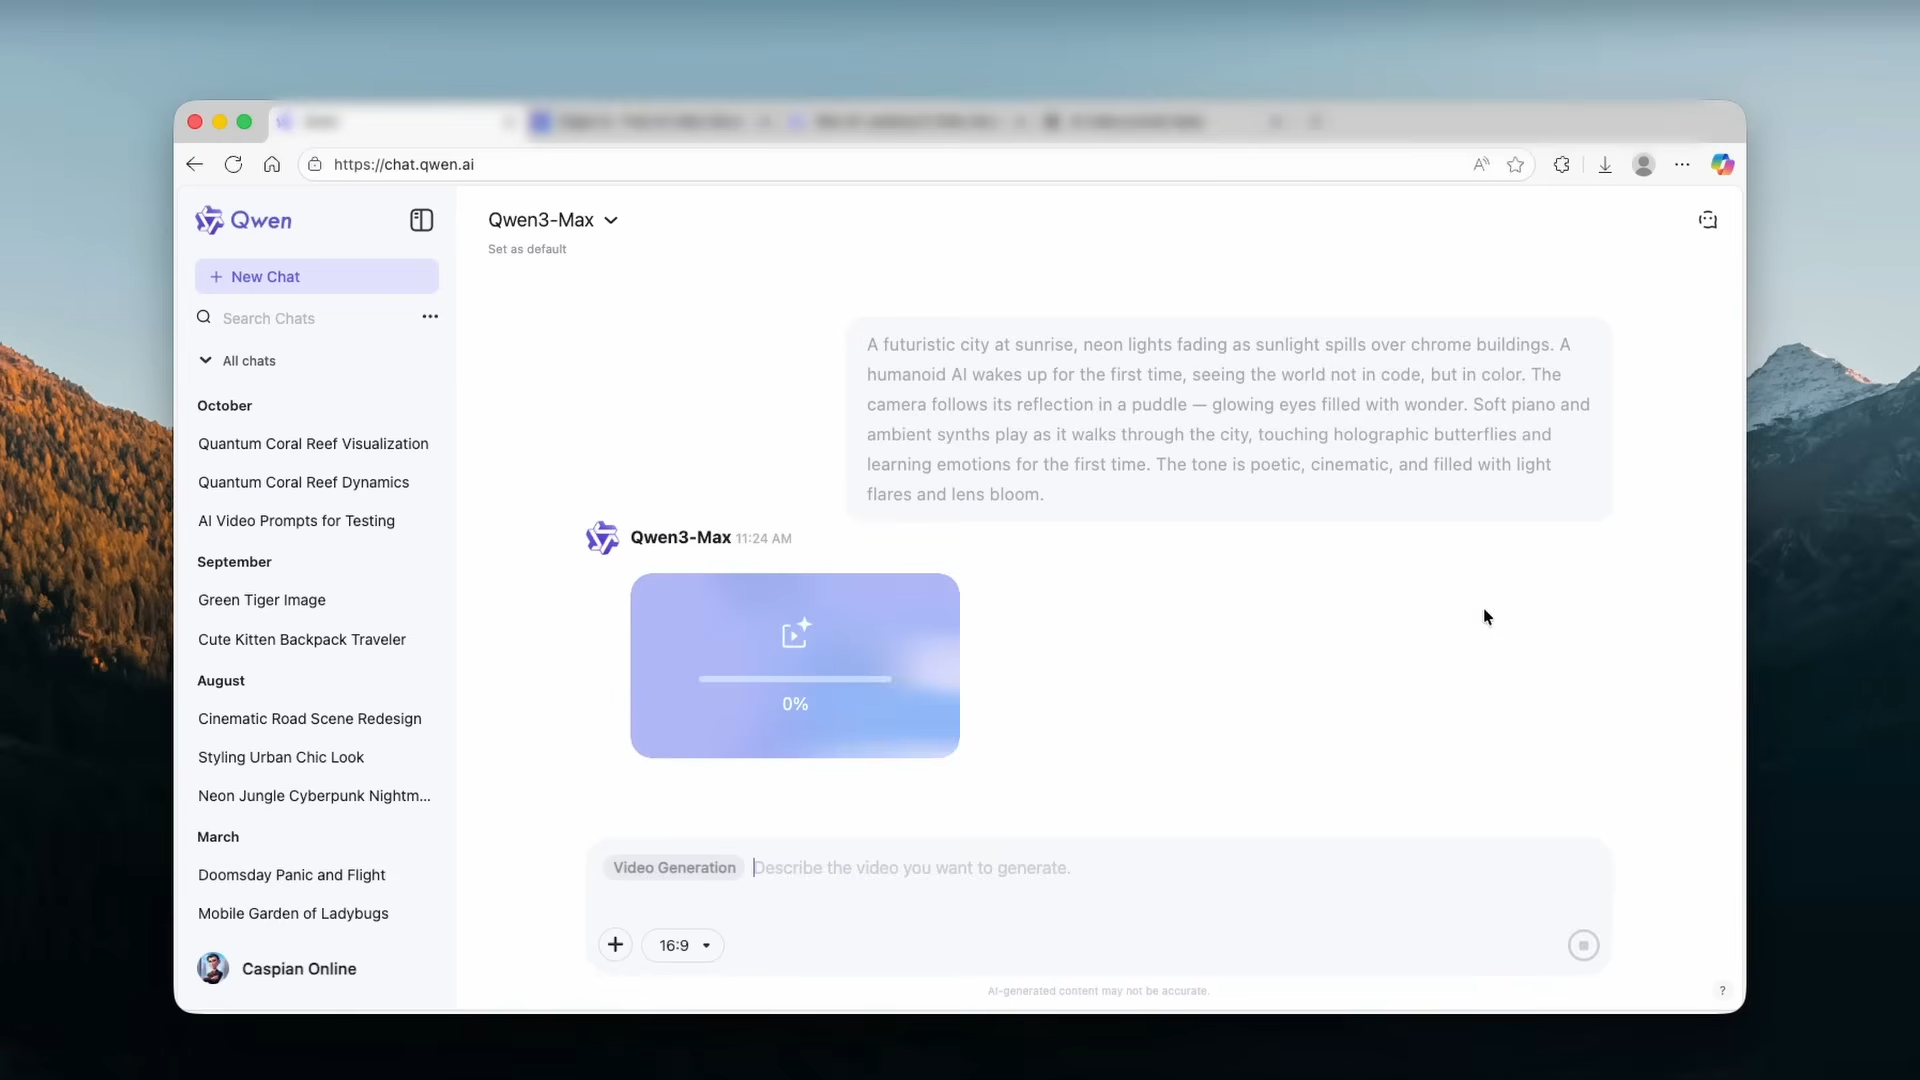 https://chat.qwen.ai
Qwen
New Chat
Search Chats
All chats
October
Quantum Coral Reef Visualization
Quantum Coral Reef Dynamics
AI Video Prompts for Testing
September
Green Tiger Image
Cute Kitten Backpack Traveler
August
Cinematic Road Scene Redesign
Styling Urban Chic Look
Neon Jungle Cyberpunk Nightm...
March
Doomsday Panic and Flight
Mobile Garden of Ladybugs
Caspian Online
Qwen3-Max
Set as default
A futuristic city at sunrise, neon lights fading as sunlight spills over chrome buildings. A
humanoid AI wakes up for the first time, seeing the world not in code, but in color. The
camera follows its reflection in a puddle — glowing eyes filled with wonder. Soft piano and
ambient synths play as it walks through the city, touching holographic butterflies and
learning emotions for the first time. The tone is poetic, cinematic, and filled with light
flares and lens bloom.
Qwen3-Max 11:24 AM
0%
Video Generation Describe the video you want to generate.
16:9
AI-generated content may not be accurate.
?